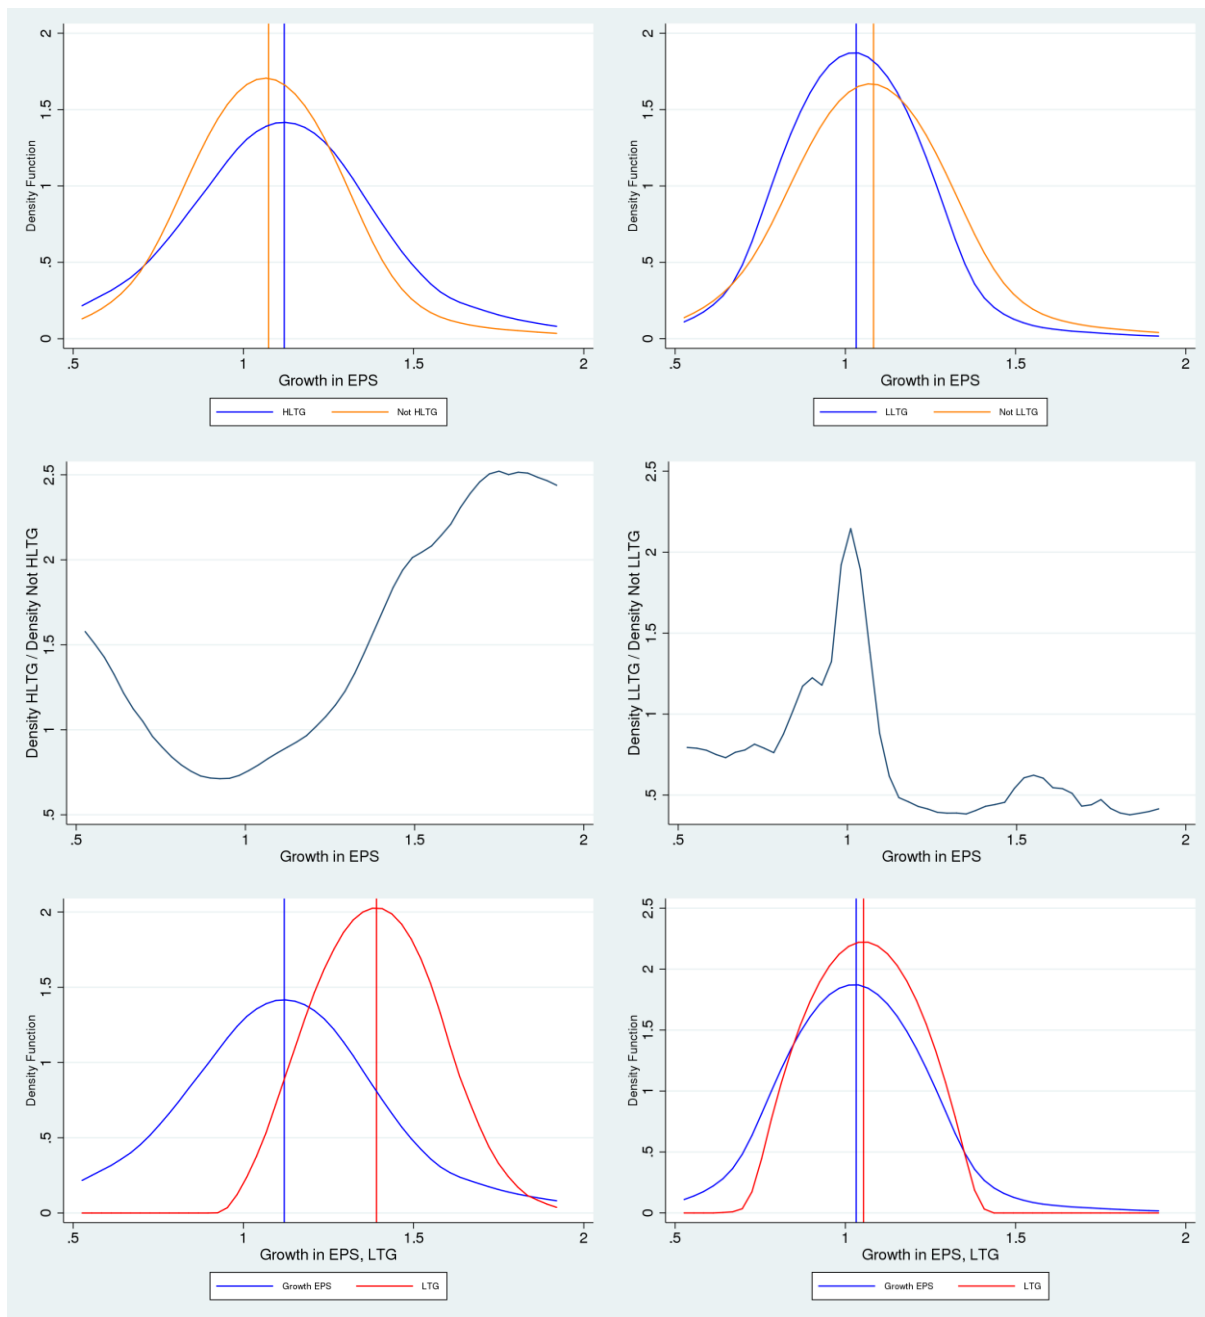 2
1.5
1
.5
0
Density Function
.5 1 1.5 2
Growth in EPS
HLTG Not HLTG
2
1.5
1
.5
0
Density Function
.5 1 1.5 2
Growth in EPS
LLTG Not LLTG
2.5
2
1.5
1
.5
Density HLTG / Density Not HLTG
.5 1 1.5 2
Growth in EPS
2.5
2
1.5
1
.5
Density LLTG / Density Not LLTG
.5 1 1.5 2
Growth in EPS
2
1.5
1
.5
0
Density Function
.5 1 1.5 2
Growth in EPS, LTG
Growth EPS LTG
2.5
2
1.5
1
.5
0
Density Function
.5 1 1.5 2
Growth in EPS, LTG
Growth EPS LTG